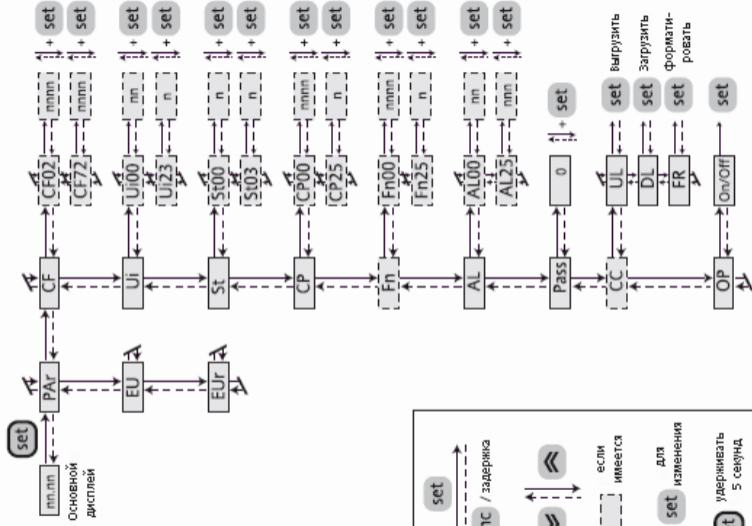 set
nn.nn
Основной
дисплей
PAr
EU
EUr
CF
CF02
nnnn
+
set
CF72
nnnn
set
Ui
Ui00
nn
+
set
Ui23
n
set
St
St00
n
+
set
St03
n
set
CP
CP00
nnnn
+
set
CP25
n
set
Fn
Fn00
nnnn
+
set
Fn25
n
set
AL
AL00
nn
+
set
AL25
nnn
set
Pass
0
+
set
CC
UL
set
выгрузить
DL
set
Загрузить
FR
set
формати-
ровать
OP
On/Off
set
set
nc / задержка
если
имеется
set
для
изменения
удерживать
5 секунд